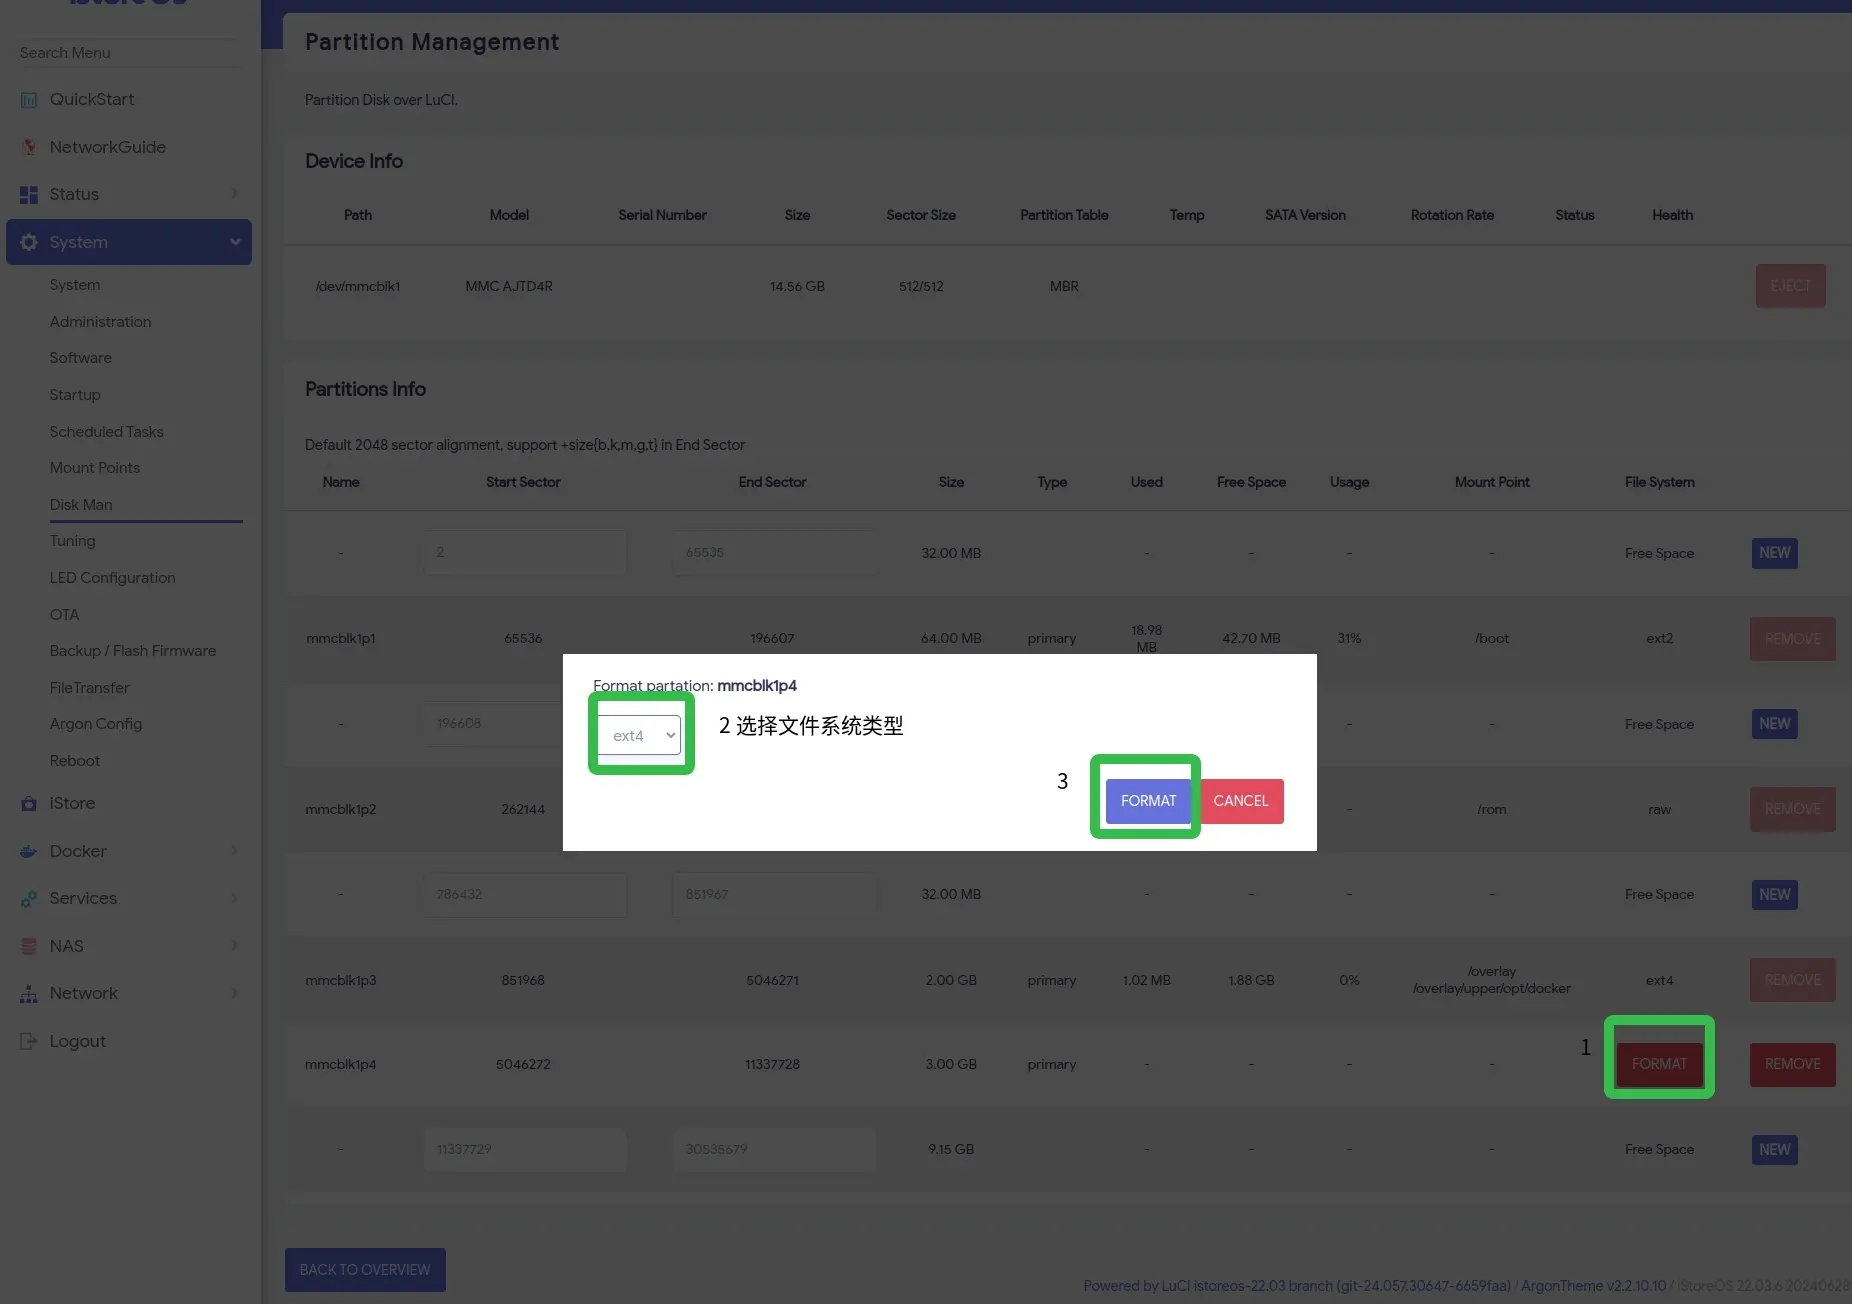 iStoreOS
Search Menu
QuickStart
NetworkGuide
Status
System
System
Administration
Software
Startup
Scheduled Tasks
Mount Points
Disk Man
Tuning
LED Configuration
OTA
Backup / Flash Firmware
FileTransfer
Argon Config
Reboot
iStore
Docker
Services
NAS
Network
Logout
Partition Management
Partition Disk over LuCI.
Device Info
Path Model Serial Number Size Sector Size Partition Table Temp SATA Version Rotation Rate Status Health
/dev/mmcblk1 MMC AJTD4R 14.56 GB 512/512 MBR EJECT
Partitions Info
Default 2048 sector alignment, support +size{b,k,m,g,t} in End Sector
Name Start Sector End Sector Size Type Used Free Space Usage Mount Point File System
- 2 65535 32.00 MB - - - - Free Space NEW
mmcblk1p1 65536 196607 64.00 MB primary 18.98 MB 42.70 MB 31% /boot ext2 REMOVE
Format partation: mmcblk1p4
ext4
2 选择文件系统类型
3 FORMAT CANCEL
- 196608 - - Free Space NEW
mmcblk1p2 262144 - /rom raw REMOVE
- 786432 851967 32.00 MB - - - - Free Space NEW
mmcblk1p3 851968 5046271 2.00 GB primary 1.02 MB 1.88 GB 0% /overlay /overlay/upper/opt/docker ext4 REMOVE
mmcblk1p4 5046272 11337728 3.00 GB primary - - - - 1 FORMAT REMOVE
- 11337729 30535679 9.15 GB - - - - Free Space NEW
BACK TO OVERVIEW
Powered by LuCI istoreos-22.03 branch (git-24.057.30647-6659faa) / ArgonTheme v2.2.10.10 / iStoreOS 22.03.6 20240628